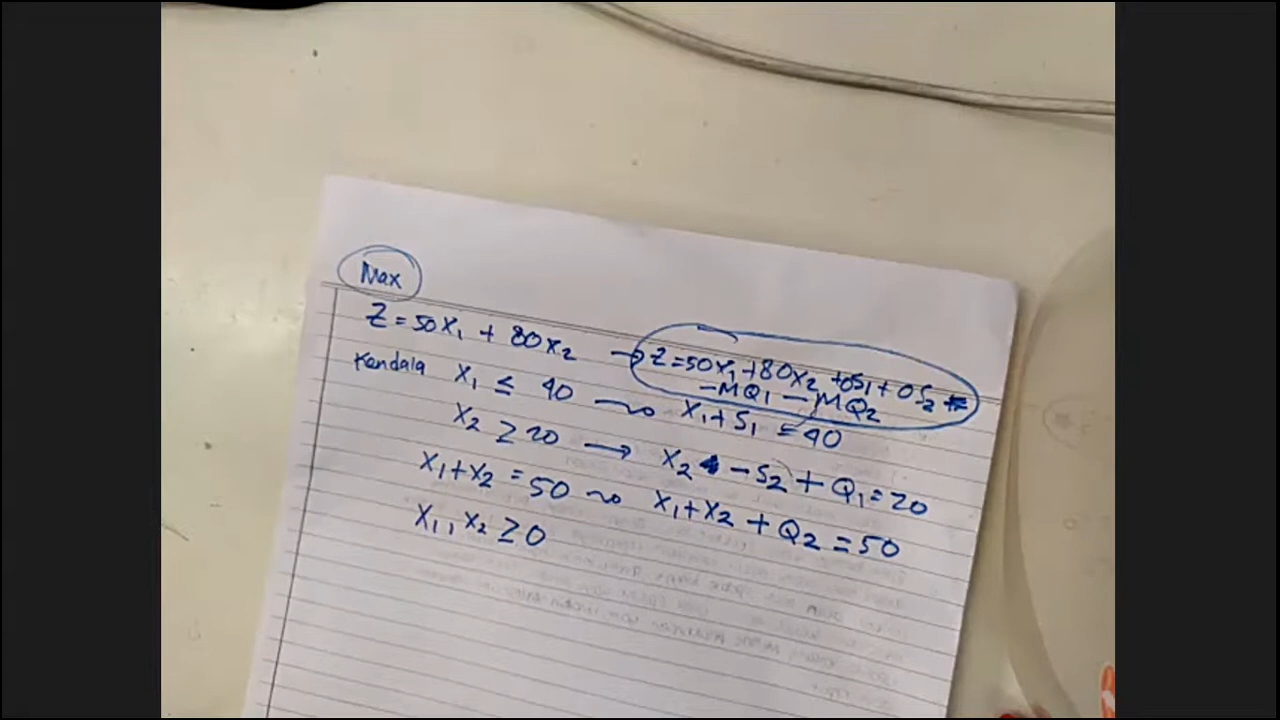 Max
Z = 50X₁ + 80X₂ → Z = 50X₁ + 80X₂ + 0S₁ + 0S₂
- MQ₁ - MQ₂
Kendala X₁ ≤ 40 ~> X₁ + S₁ = 40
X₂ ≥ 20 → X₂ - S₂ + Q₁ = 20
X₁ + X₂ = 50 ~> X₁ + X₂ + Q₂ = 50
X₁, X₂ ≥ 0